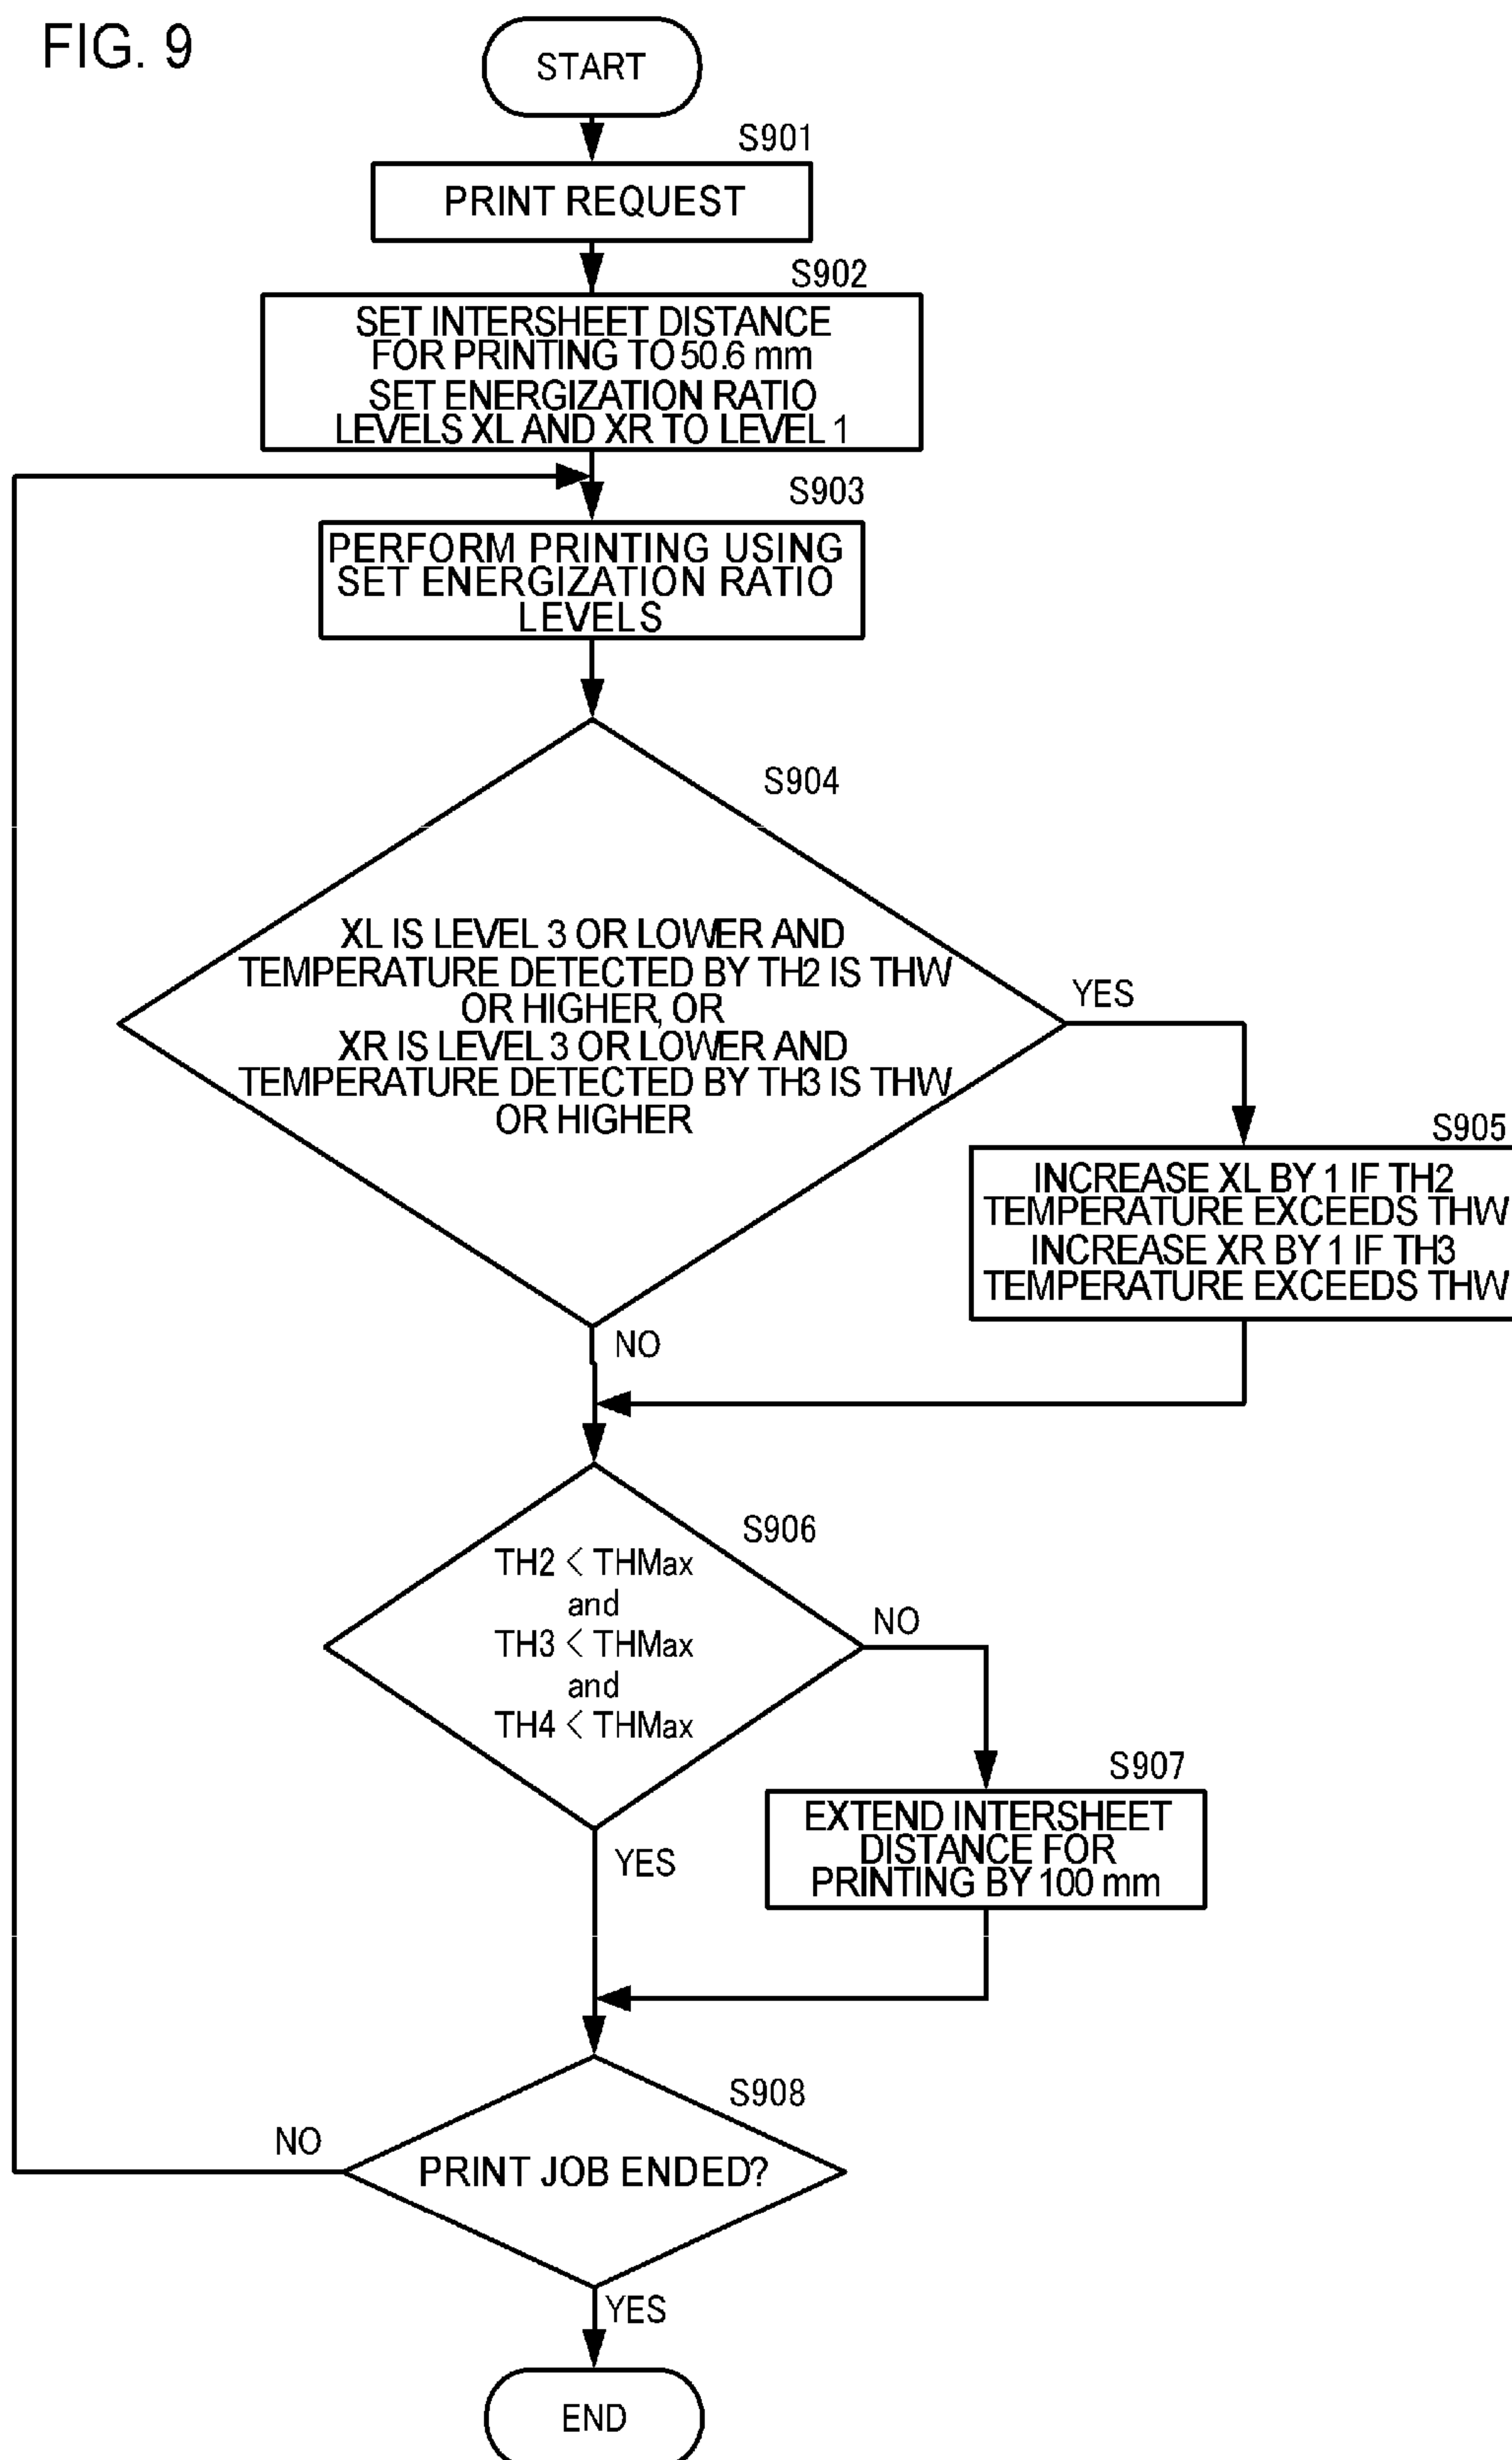 FIG. 9
START
S901
PRINT REQUEST
S902
SET INTERSHEET DISTANCE
FOR PRINTING TO 50.6 mm
SET ENERGIZATION RATIO
LEVELS XL AND XR TO LEVEL 1
S903
PERFORM PRINTING USING
SET ENERGIZATION RATIO
LEVELS
S904
XL IS LEVEL 3 OR LOWER AND
TEMPERATURE DETECTED BY TH2 IS THW
OR HIGHER, OR
XR IS LEVEL 3 OR LOWER AND
TEMPERATURE DETECTED BY TH3 IS THW
OR HIGHER
YES
S905
INCREASE XL BY 1 IF TH2
TEMPERATURE EXCEEDS THW
INCREASE XR BY 1 IF TH3
TEMPERATURE EXCEEDS THW
NO
S906
TH2 < THMax
and
TH3 < THMax
and
TH4 < THMax
NO
S907
EXTEND INTERSHEET
DISTANCE FOR
PRINTING BY 100 mm
YES
S908
PRINT JOB ENDED?
NO
YES
END